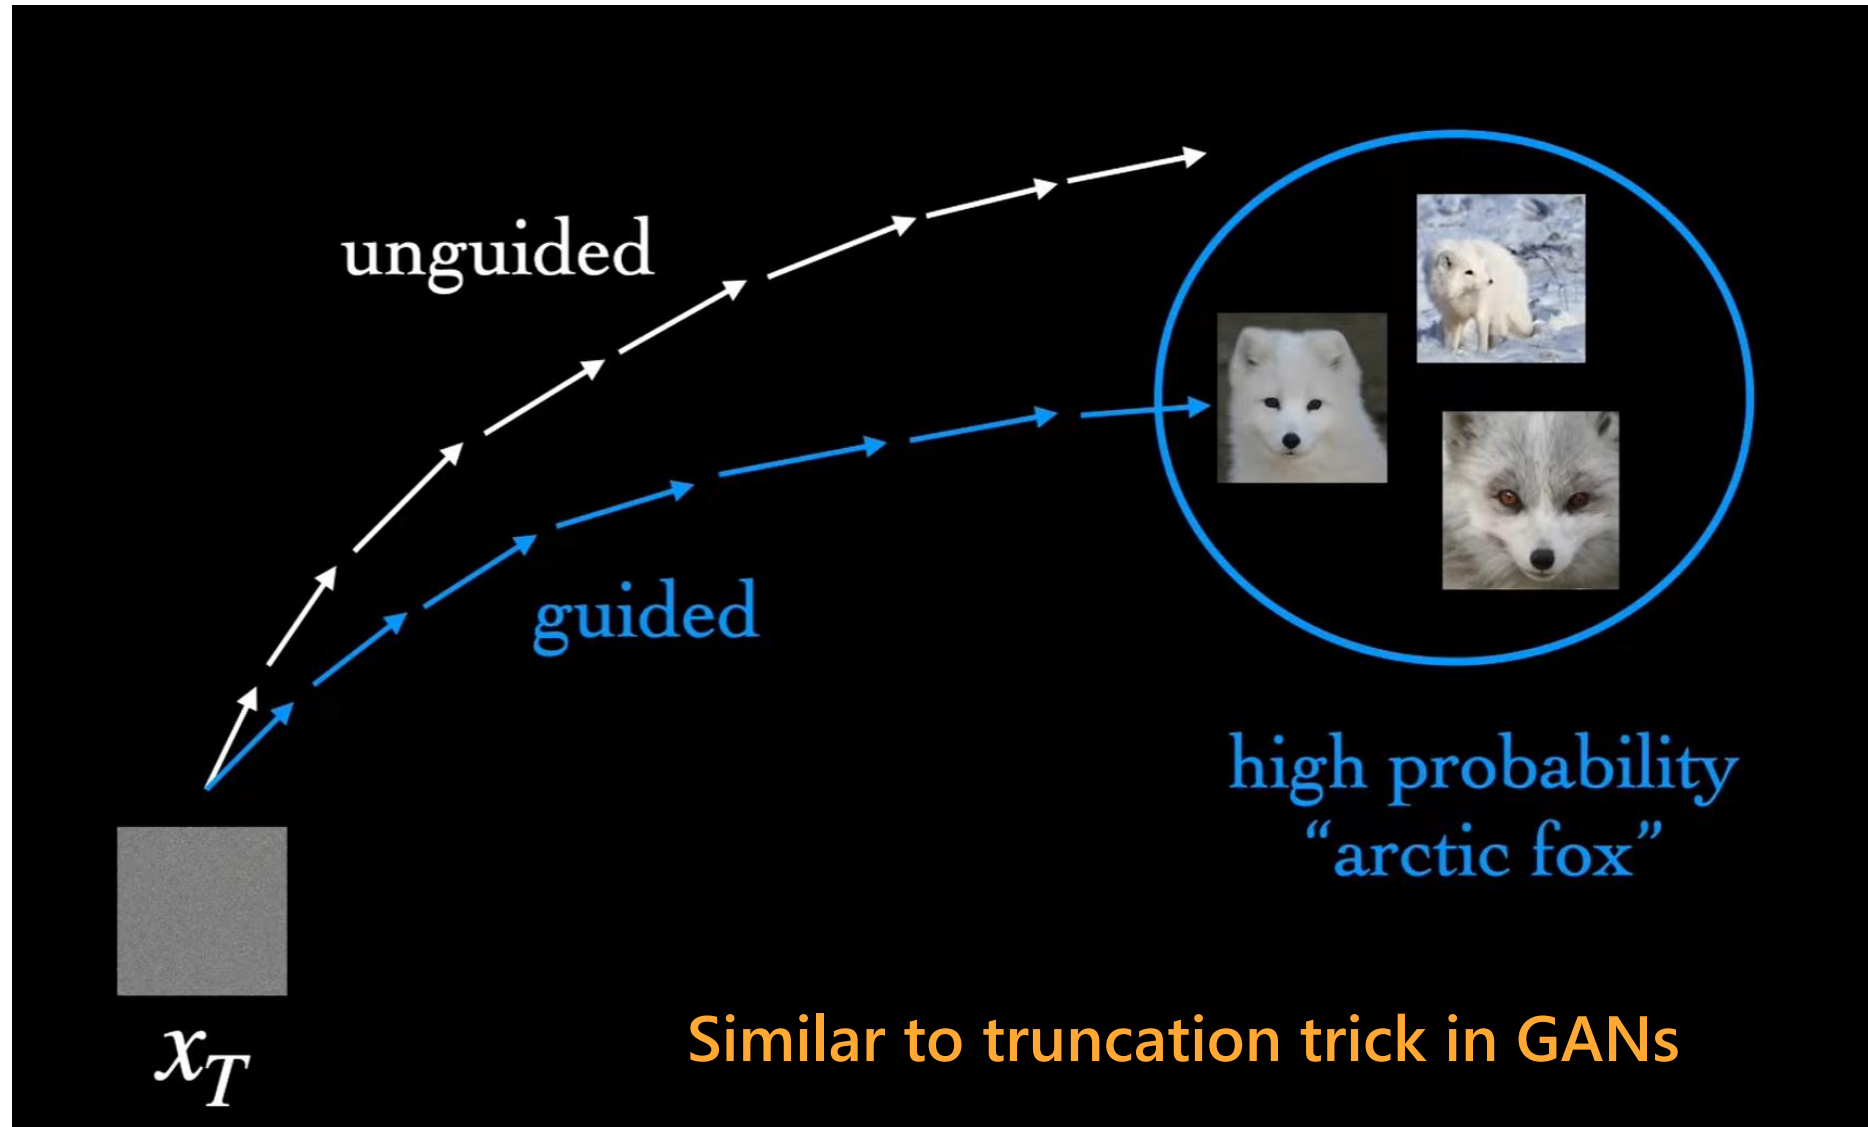 unguided
guided
high probability
“arctic fox”
x_T
Similar to truncation trick in GANs